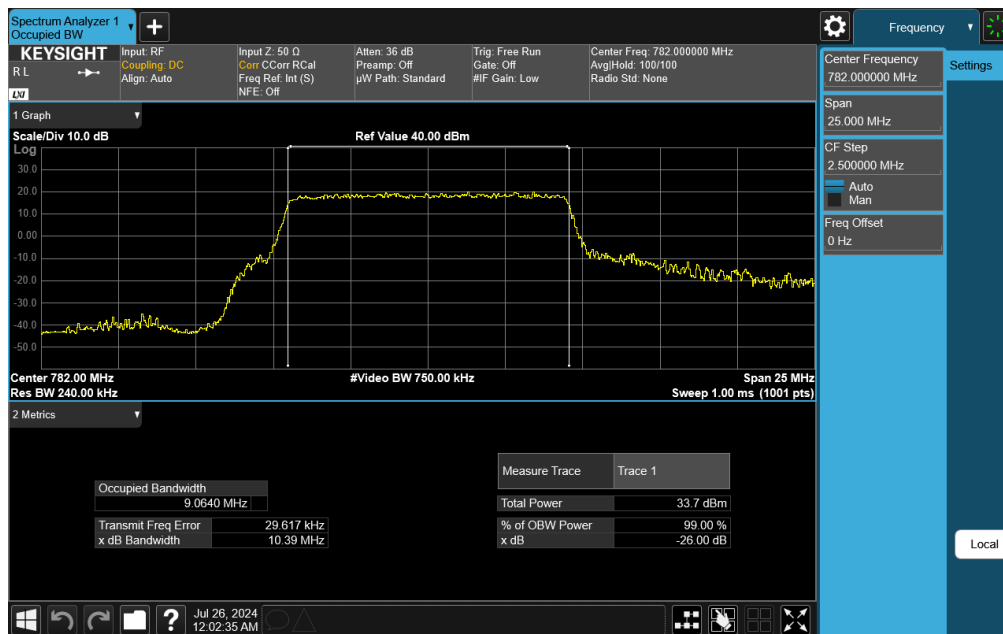 Spectrum Analyzer 1
Occupied BW
+
Frequency
KEYSIGHT
R L
LXI
Input: RF
Coupling: DC
Align: Auto
Input Z: 50 Ω
Corr CCorr RCal
Freq Ref: Int (S)
NFE: Off
Atten: 36 dB
Preamp: Off
µW Path: Standard
Trig: Free Run
Gate: Off
#IF Gain: Low
Center Freq: 782.000000 MHz
Avg|Hold: 100/100
Radio Std: None
Center Frequency
782.000000 MHz
Settings
Span
25.000 MHz
CF Step
2.500000 MHz
Auto
Man
Freq Offset
0 Hz
1 Graph
Scale/Div 10.0 dB
Ref Value 40.00 dBm
Log
30.0
20.0
10.0
0.00
-10.0
-20.0
-30.0
-40.0
-50.0
Center 782.00 MHz
#Video BW 750.00 kHz
Span 25 MHz
Res BW 240.00 kHz
Sweep 1.00 ms (1001 pts)
2 Metrics
Occupied Bandwidth
9.0640 MHz
Transmit Freq Error 29.617 kHz
x dB Bandwidth 10.39 MHz
Measure Trace Trace 1
Total Power 33.7 dBm
% of OBW Power 99.00 %
x dB -26.00 dB
Local
?
Jul 26, 2024
12:02:35 AM